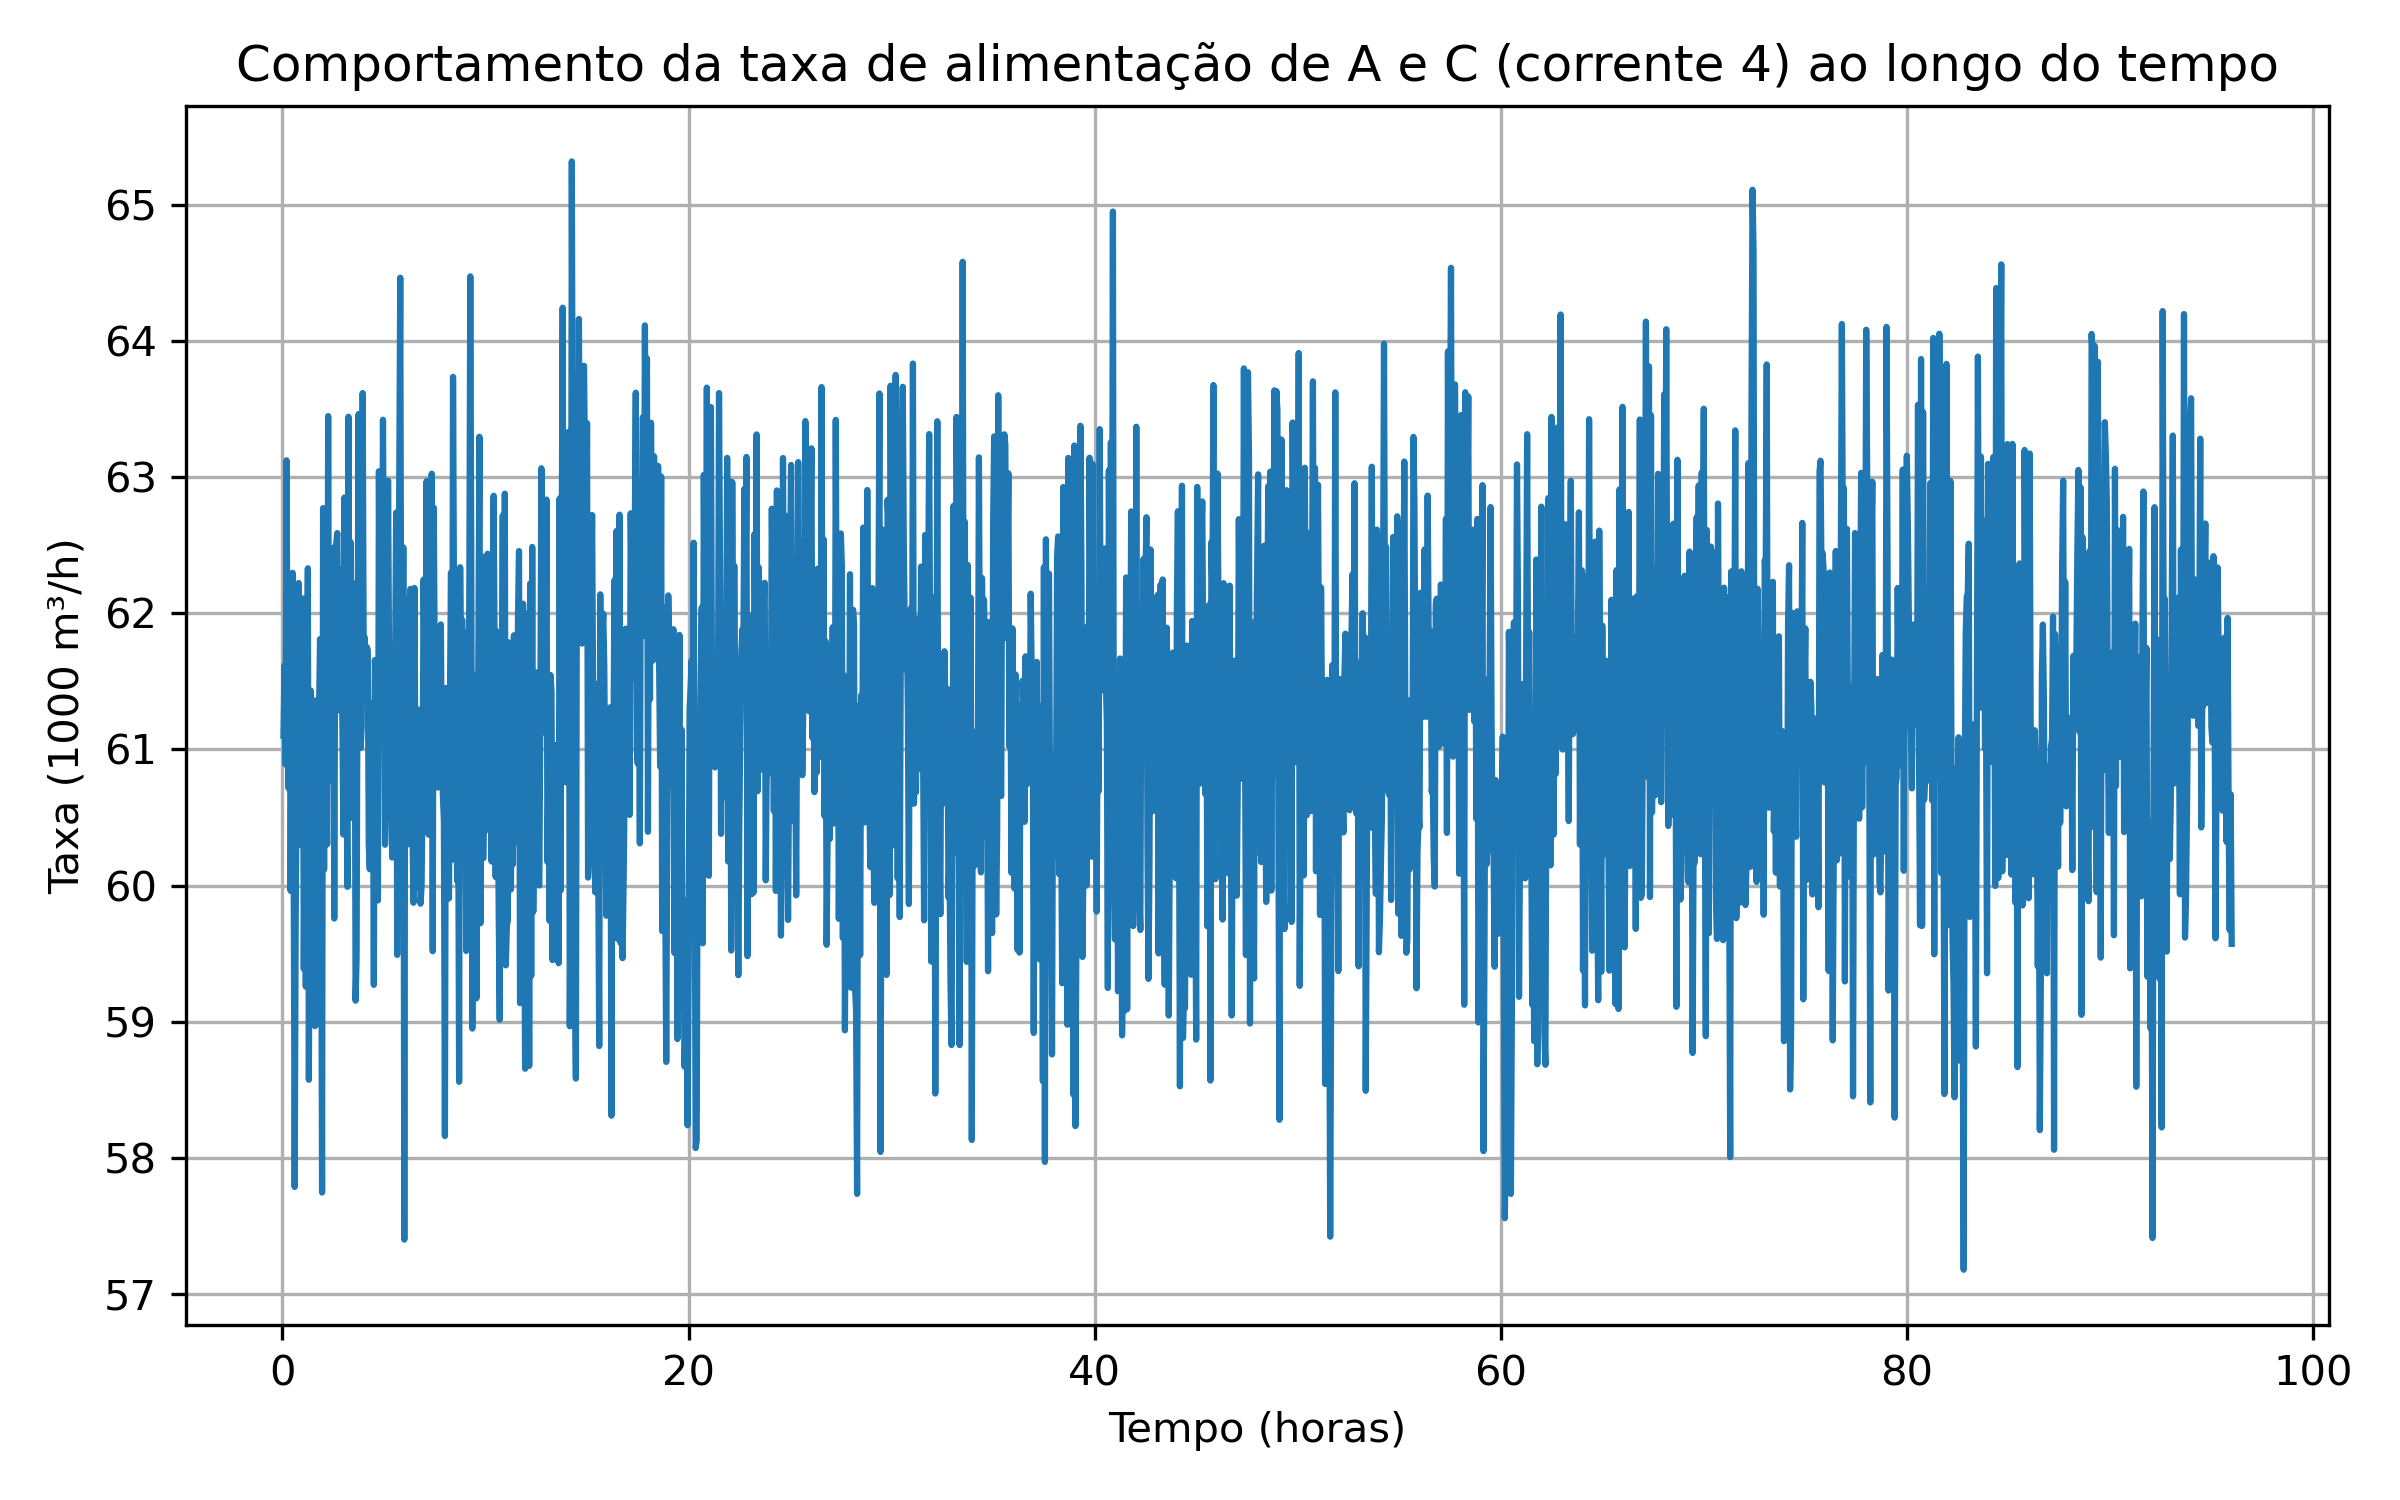 Comportamento da taxa de alimentação de A e C (corrente 4) ao longo do tempo
Taxa (1000 m³/h)
65
64
63
62
61
60
59
58
57
0 20 40 60 80 100
Tempo (horas)